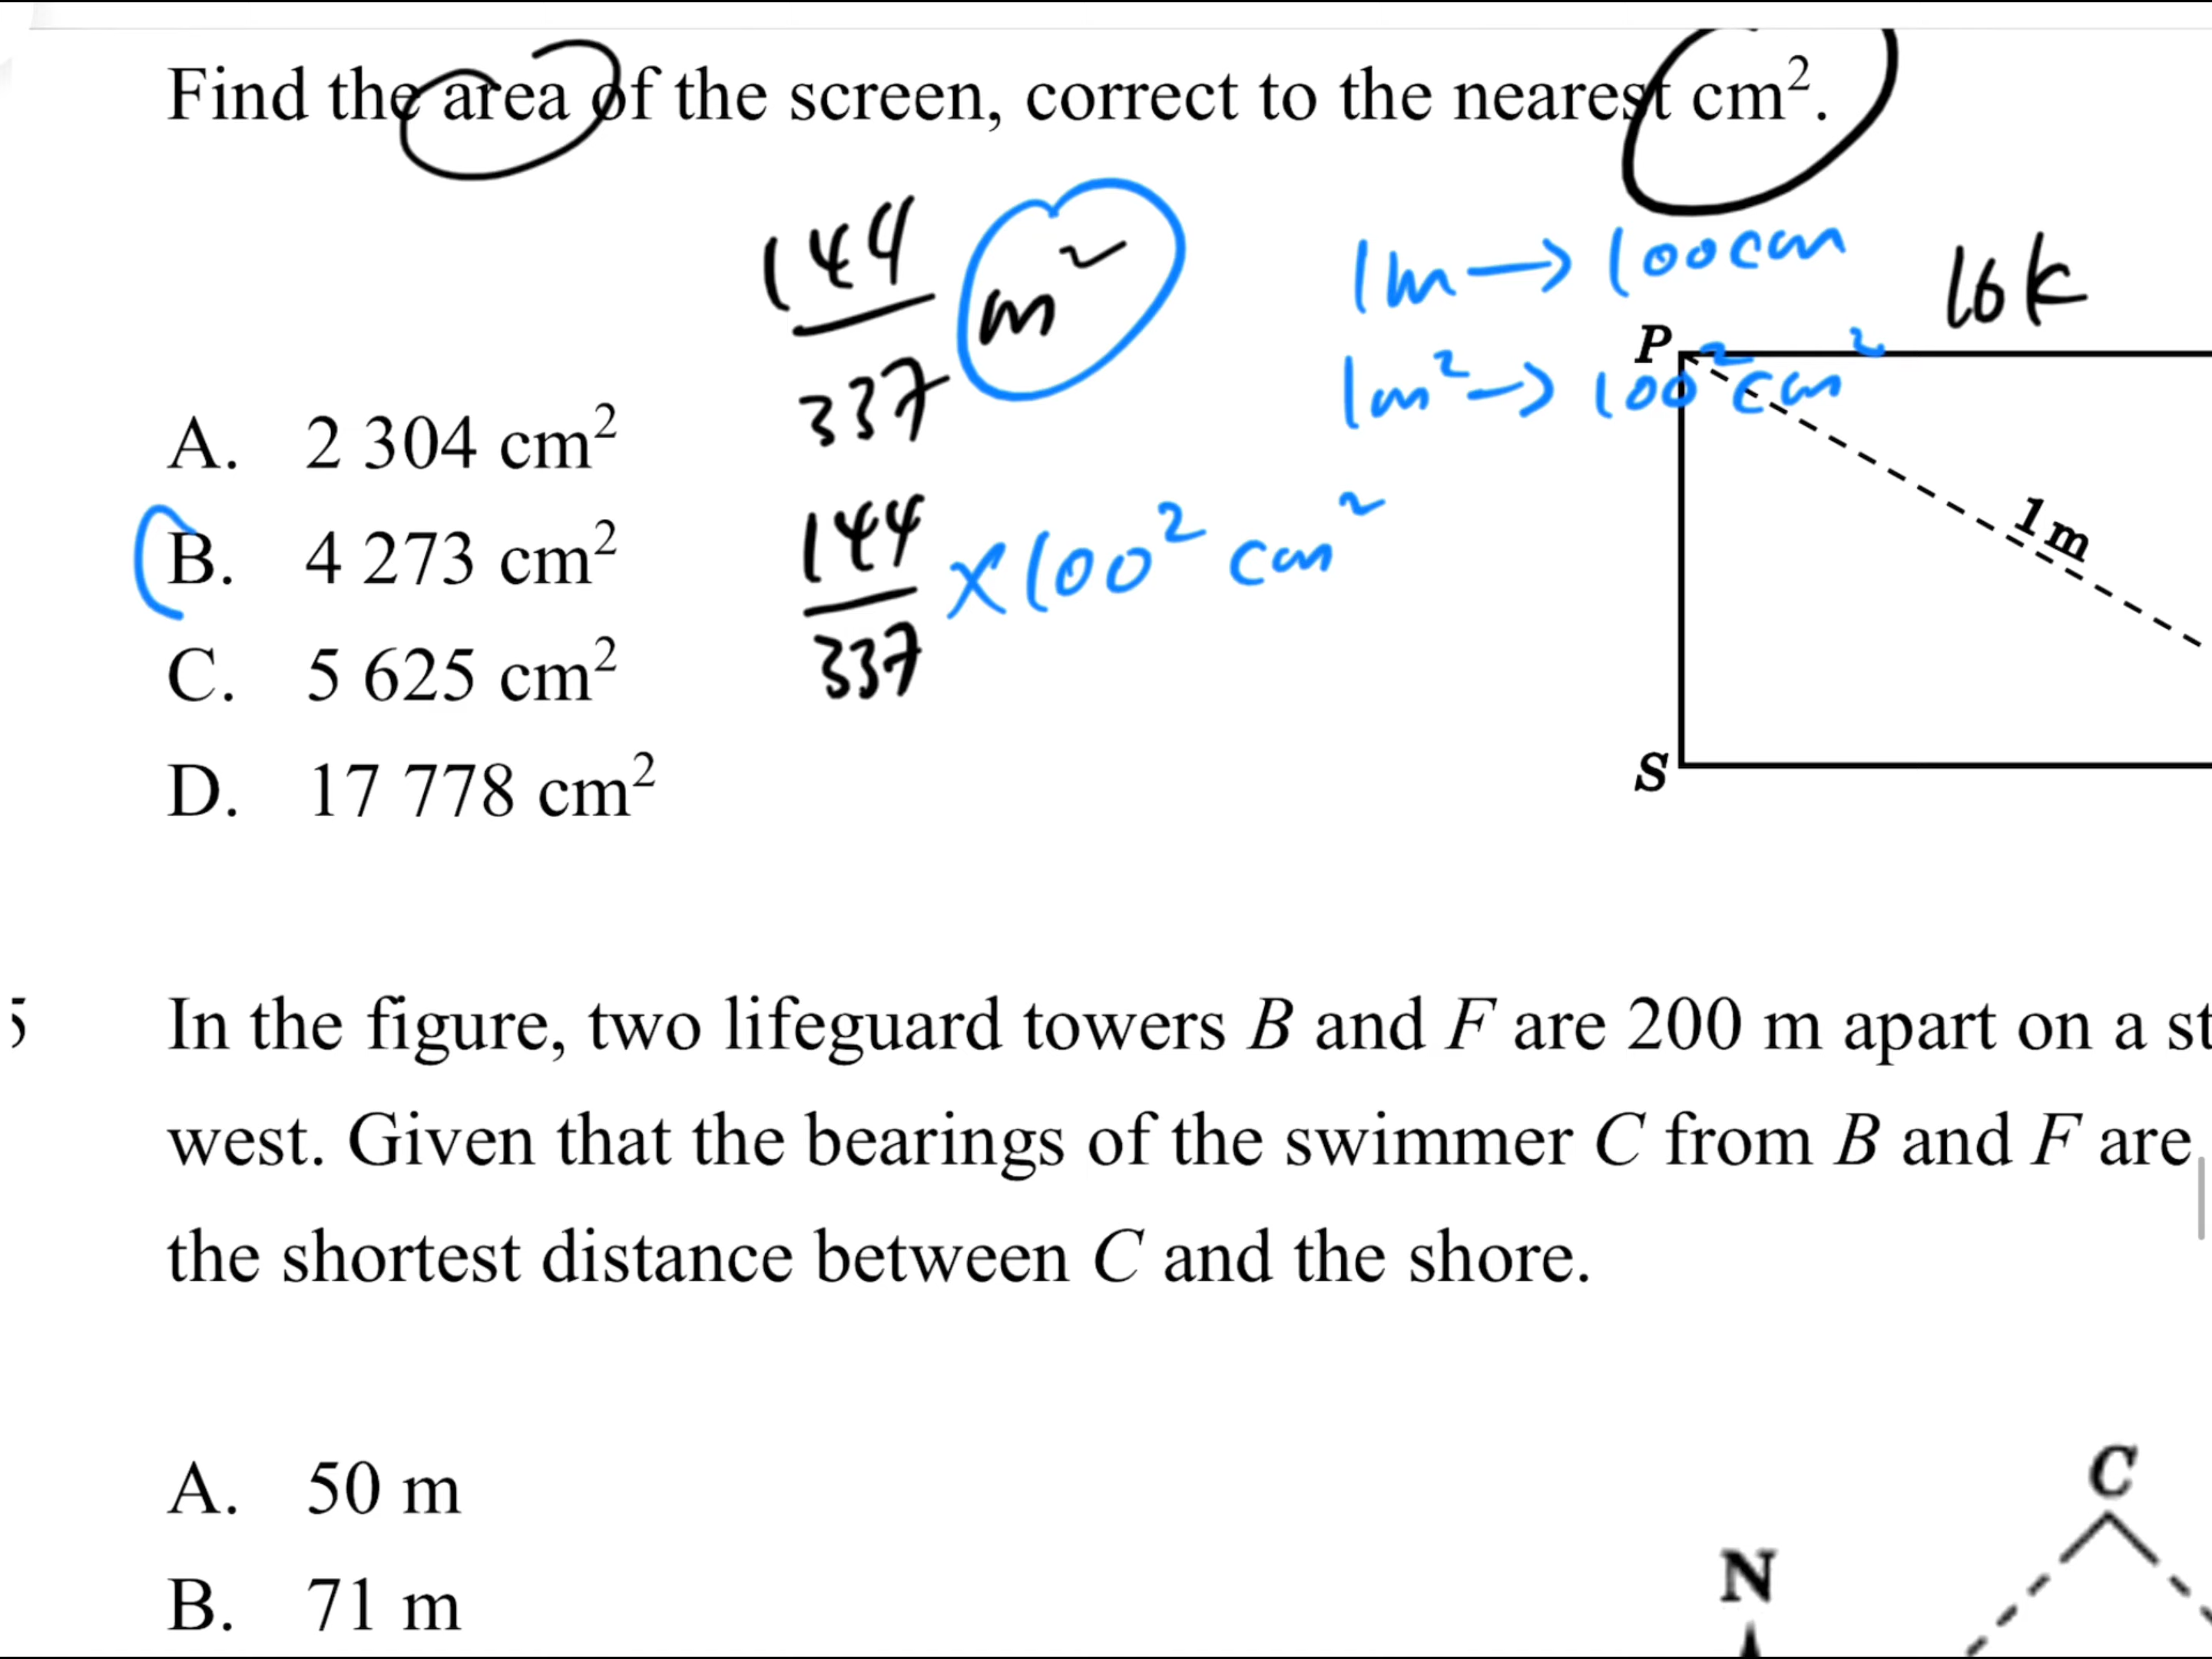 Find the area of the screen, correct to the nearest cm².
144
337
m²
1m → 100cm
1m² → 100² cm²
16k
P
1 m
S
A. 2 304 cm²
B. 4 273 cm²
C. 5 625 cm²
D. 17 778 cm²
144
337
×100² cm²
5
In the figure, two lifeguard towers B and F are 200 m apart on a st
west. Given that the bearings of the swimmer C from B and F are
the shortest distance between C and the shore.
A. 50 m
B. 71 m
C
N